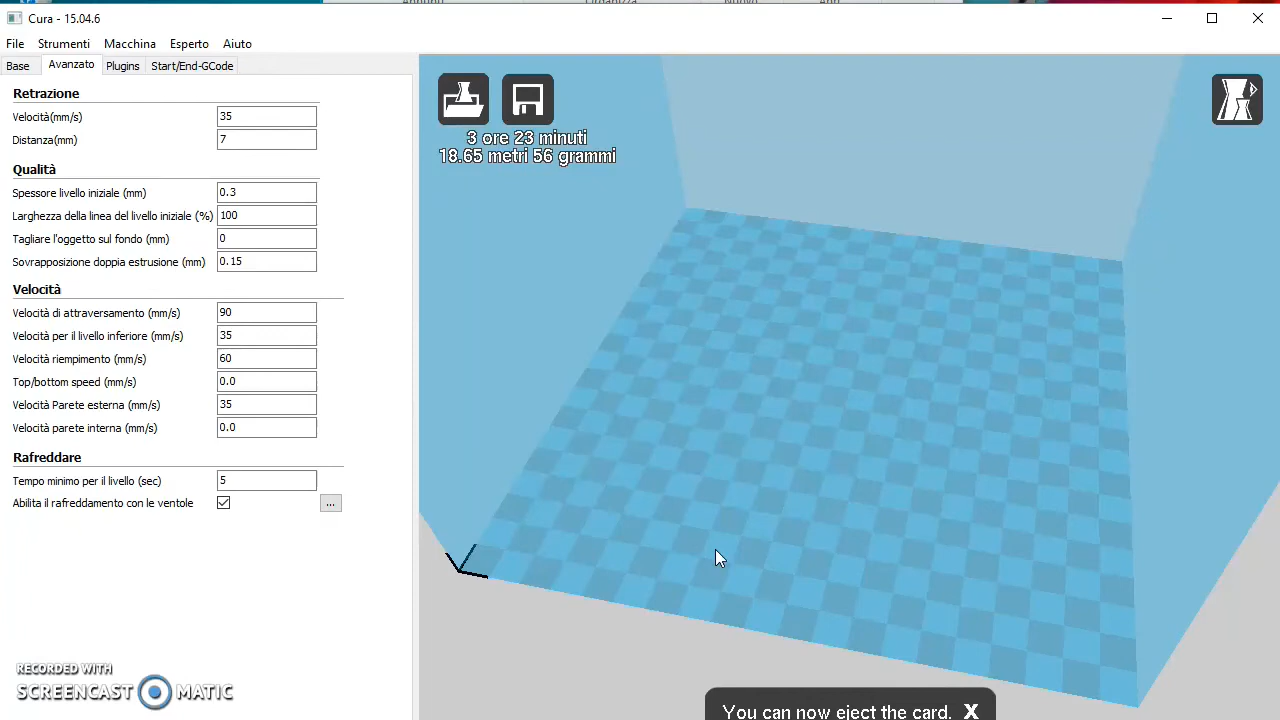 Cura - 15.04.6
File Strumenti Macchina Esperto Aiuto
Base Avanzato Plugins Start/End-GCode
Retrazione
Velocità(mm/s) 35
Distanza(mm) 7
Qualità
Spessore livello iniziale (mm) 0.3
Larghezza della linea del livello iniziale (%) 100
Tagliare l'oggetto sul fondo (mm) 0
Sovrapposizione doppia estrusione (mm) 0.15
Velocità
Velocità di attraversamento (mm/s) 90
Velocità per il livello inferiore (mm/s) 35
Velocità riempimento (mm/s) 60
Top/bottom speed (mm/s) 0.0
Velocità Parete esterna (mm/s) 35
Velocità parete interna (mm/s) 0.0
Rafreddare
Tempo minimo per il livello (sec) 5
Abilita il rafreddamento con le ventole ...
3 ore 23 minuti
18.65 metri 56 grammi
You can now eject the card. X
RECORDED WITH
SCREENCAST MATIC